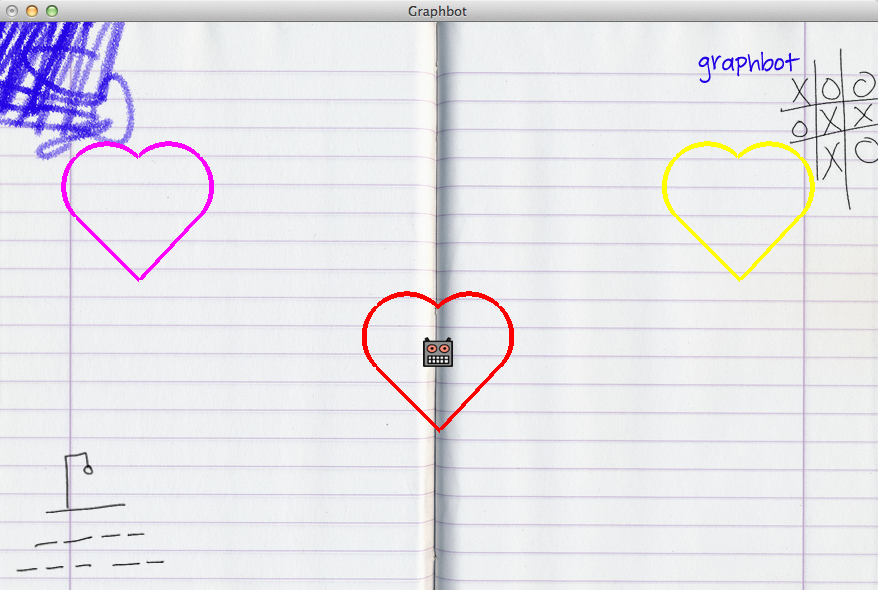 Graphbot
graphbot
X O O
O X X
X O